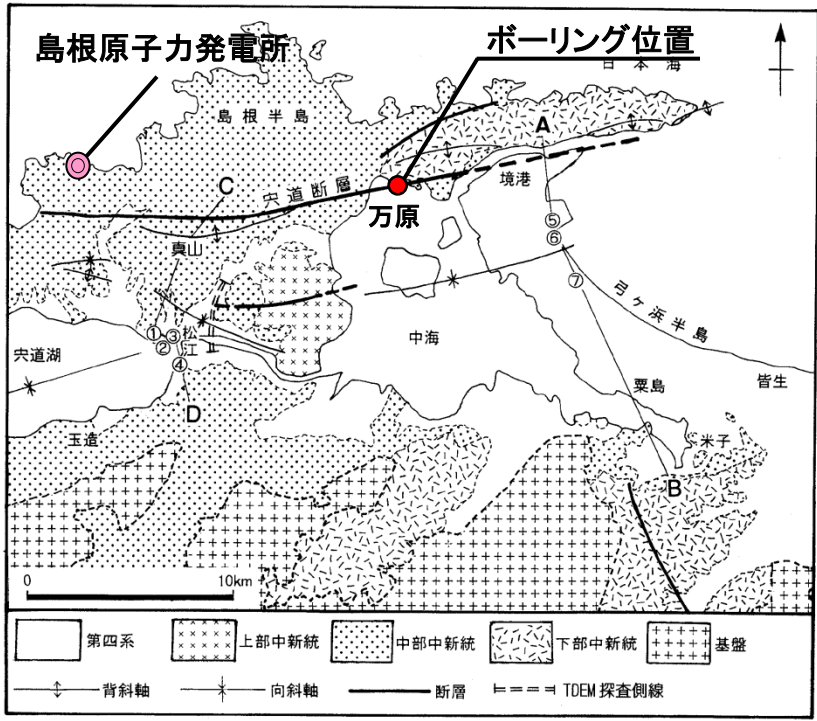 島根原子力発電所
ボーリング位置
日本海
島根半島
A
境港
C
宍道断層
万原
真山
⑤
⑥
⑦
弓ヶ浜半島
①
③
松江
②
④
宍道湖
中海
粟島
皆生
D
玉造
米子
B
0
10km
第四系
上部中新統
中部中新統
下部中新統
基盤
背斜軸
向斜軸
断層
TDEM探査側線